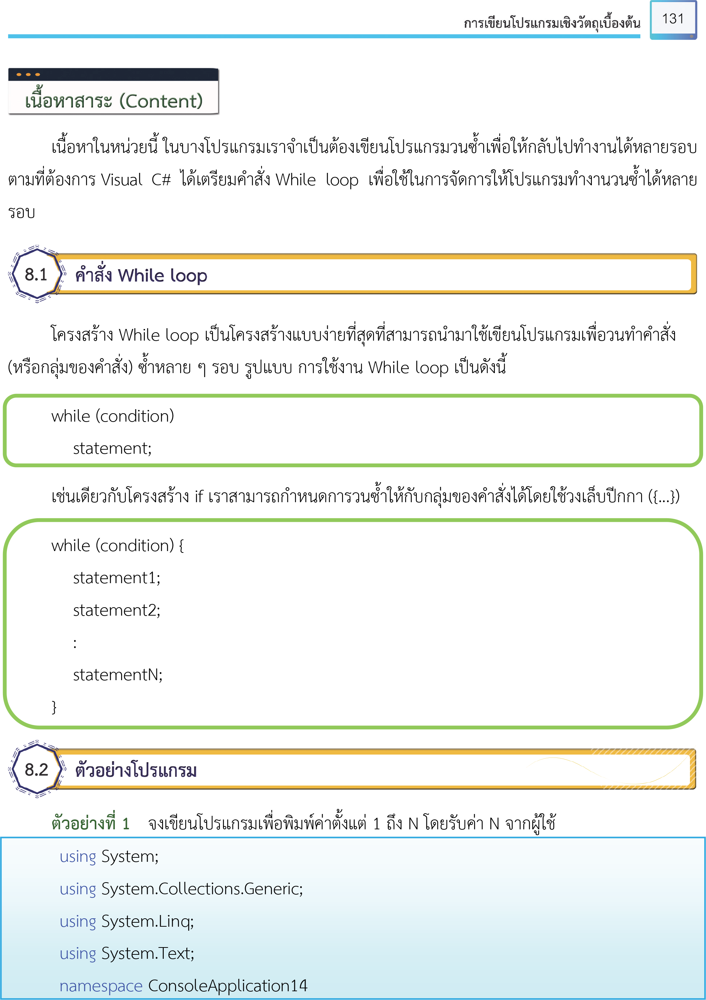 การเขียนโปรแกรมเชิงวัตถุเบื้องต้น
131
เนื้อหาสาระ (Content)
เนื้อหาในหน่วยนี้ ในบางโปรแกรมเราจำเป็นต้องเขียนโปรแกรมวนซ้ำเพื่อให้กลับไปทำงานได้หลายรอบ
ตามที่ต้องการ Visual C# ได้เตรียมคำสั่ง While loop เพื่อใช้ในการจัดการให้โปรแกรมทำงานวนซ้ำได้หลาย
รอบ
8.1 คำสั่ง While loop
โครงสร้าง While loop เป็นโครงสร้างแบบง่ายที่สุดที่สามารถนำมาใช้เขียนโปรแกรมเพื่อวนทำคำสั่ง
(หรือกลุ่มของคำสั่ง) ซ้ำหลาย ๆ รอบ รูปแบบ การใช้งาน While loop เป็นดังนี้
while (condition)
statement;
เช่นเดียวกับโครงสร้าง if เราสามารถกำหนดการวนซ้ำให้กับกลุ่มของคำสั่งได้โดยใช้วงเล็บปีกกา ({...})
while (condition) {
statement1;
statement2;
:
statementN;
}
8.2 ตัวอย่างโปรแกรม
ตัวอย่างที่ 1 จงเขียนโปรแกรมเพื่อพิมพ์ค่าตั้งแต่ 1 ถึง N โดยรับค่า N จากผู้ใช้
using System;
using System.Collections.Generic;
using System.Linq;
using System.Text;
namespace ConsoleApplication14